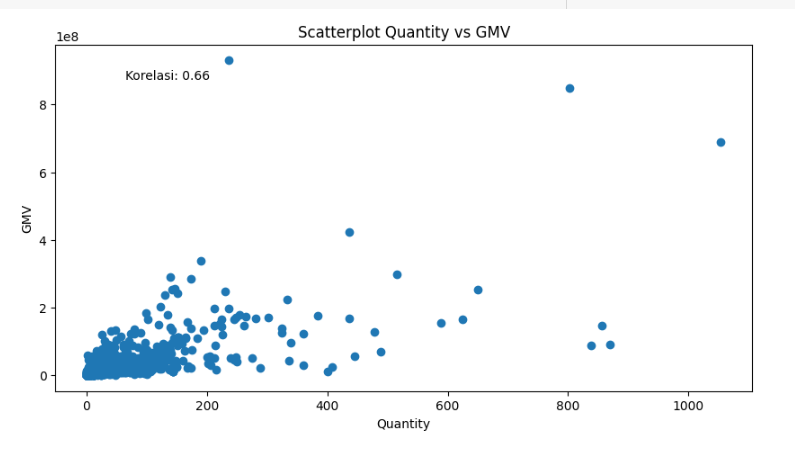 Scatterplot Quantity vs GMV
1e8
Korelasi: 0.66
8
6
4
2
0
GMV
0 200 400 600 800 1000
Quantity